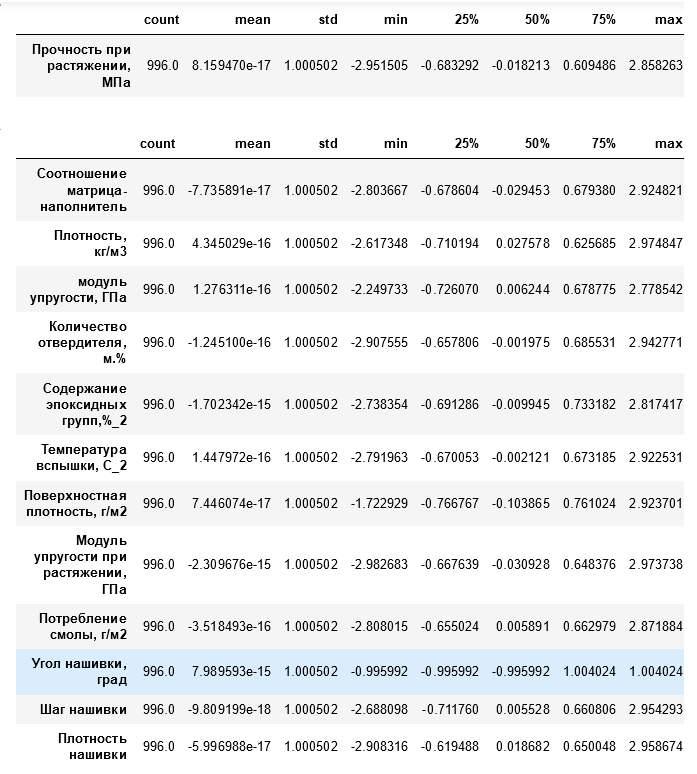 count mean std min 25% 50% 75% max
Прочность при
растяжении, 996.0 8.159470e-17 1.000502 -2.951505 -0.683292 -0.018213 0.609486 2.858263
МПа
count mean std min 25% 50% 75% max
Соотношение
матрица- 996.0 -7.735891e-17 1.000502 -2.803667 -0.678604 -0.029453 0.679380 2.924821
наполнитель
Плотность, 996.0 4.345029e-16 1.000502 -2.617348 -0.710194 0.027578 0.625685 2.974847
кг/м3
модуль 996.0 1.276311e-16 1.000502 -2.249733 -0.726070 0.006244 0.678775 2.778542
упругости, ГПа
Количество
отвердителя, 996.0 -1.245100e-16 1.000502 -2.907555 -0.657806 -0.001975 0.685531 2.942771
м.%
Содержание
эпоксидных 996.0 -1.702342e-15 1.000502 -2.738354 -0.691286 -0.009945 0.733182 2.817417
групп,%_2
Температура 996.0 1.447972e-16 1.000502 -2.791963 -0.670053 -0.002121 0.673185 2.922531
вспышки, С_2
Поверхностная 996.0 7.446074e-17 1.000502 -1.722929 -0.766767 -0.103865 0.761024 2.923701
плотность, г/м2
Модуль
упругости при 996.0 -2.309676e-15 1.000502 -2.982683 -0.667639 -0.030928 0.648376 2.973738
растяжении,
ГПа
Потребление 996.0 -3.518493e-16 1.000502 -2.808015 -0.655024 0.005891 0.662979 2.871884
смолы, г/м2
Угол нашивки, 996.0 7.989593e-15 1.000502 -0.995992 -0.995992 -0.995992 1.004024 1.004024
град
Шаг нашивки 996.0 -9.809199e-18 1.000502 -2.688098 -0.711760 0.005528 0.660806 2.954293
Плотность 996.0 -5.996988e-17 1.000502 -2.908316 -0.619488 0.018682 0.650048 2.958674
нашивки